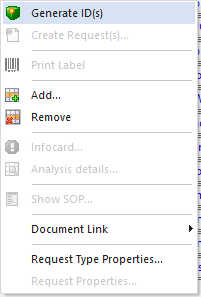 Generate ID(s)
Create Request(s)...
Print Label
Add...
Remove
Infocard...
Analysis details...
Show SOP...
Document Link
Request Type Properties...
Request Properties...